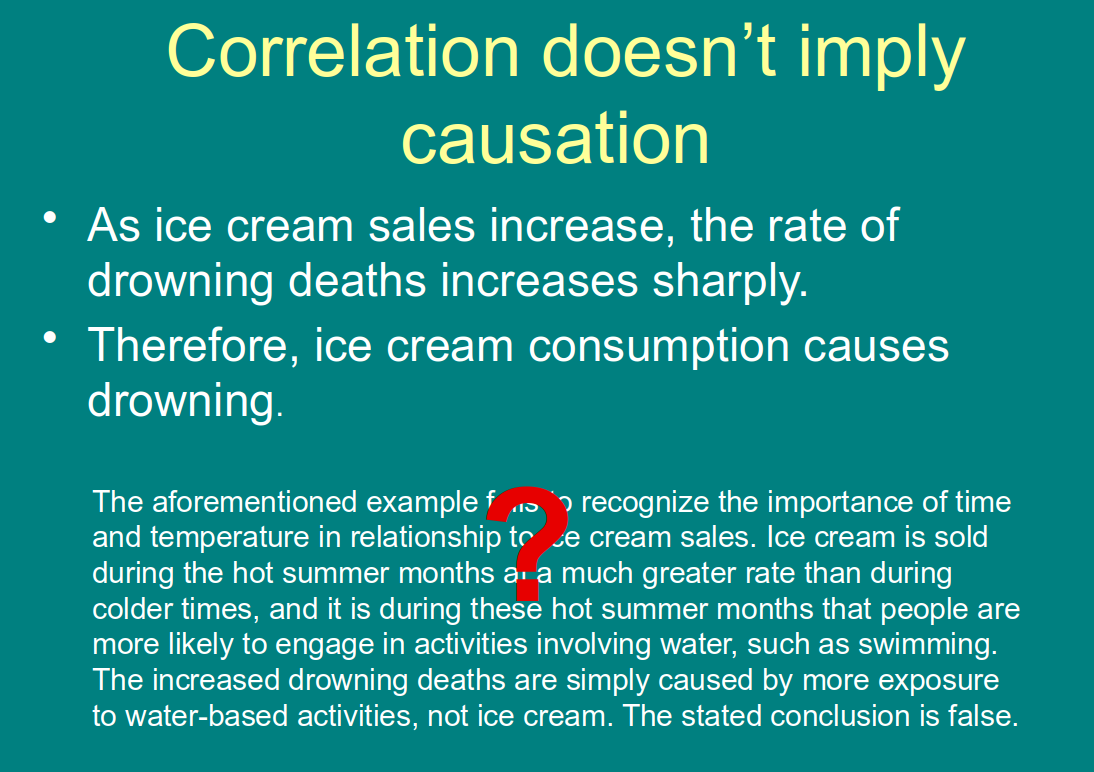 Correlation doesn’t imply
causation
• As ice cream sales increase, the rate of
drowning deaths increases sharply.
• Therefore, ice cream consumption causes
drowning.
The aforementioned example fails to recognize the importance of time
and temperature in relationship to ice cream sales. Ice cream is sold
during the hot summer months at a much greater rate than during
colder times, and it is during these hot summer months that people are
more likely to engage in activities involving water, such as swimming.
The increased drowning deaths are simply caused by more exposure
to water-based activities, not ice cream. The stated conclusion is false.
?